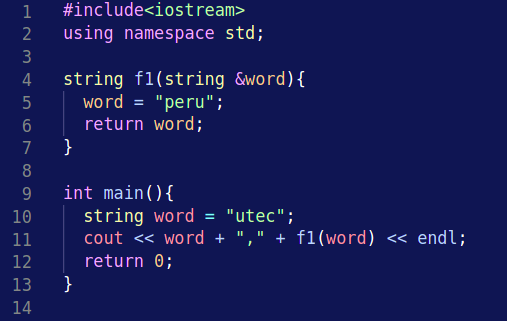 1 #include<iostream>
2 using namespace std;
3
4 string f1(string &word){
5   word = "peru";
6   return word;
7 }
8
9 int main(){
10   string word = "utec";
11   cout << word + "," + f1(word) << endl;
12   return 0;
13 }
14